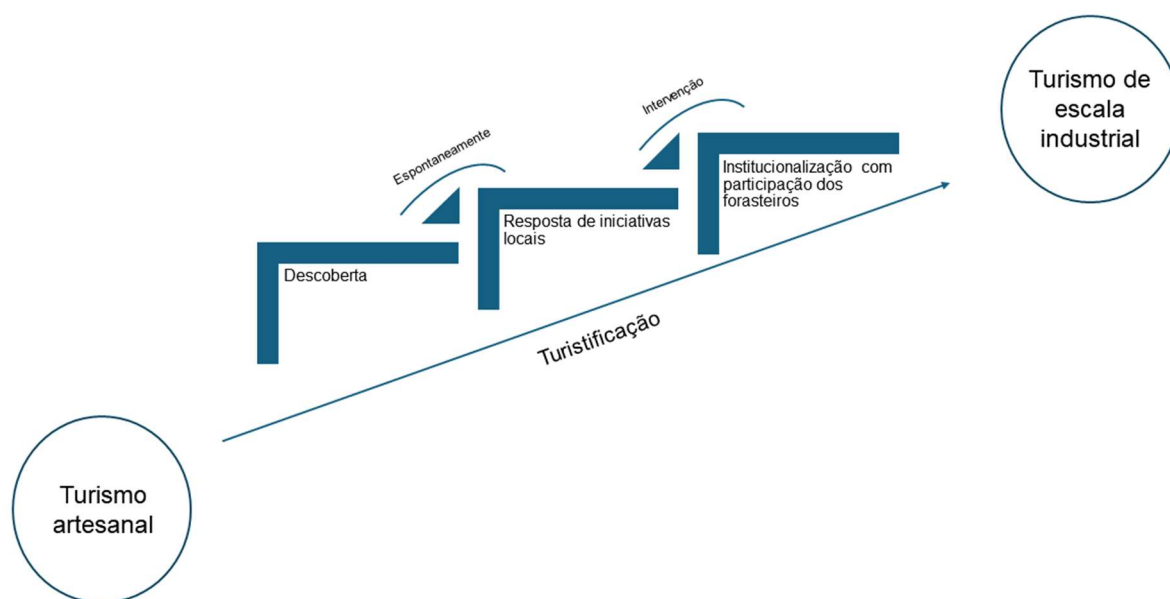 Turismo de
escala
industrial
Intervenção
Espontaneamente
Institucionalização com
participação dos
forasteiros
Resposta de iniciativas
locais
Descoberta
Turistificação
Turismo
artesanal